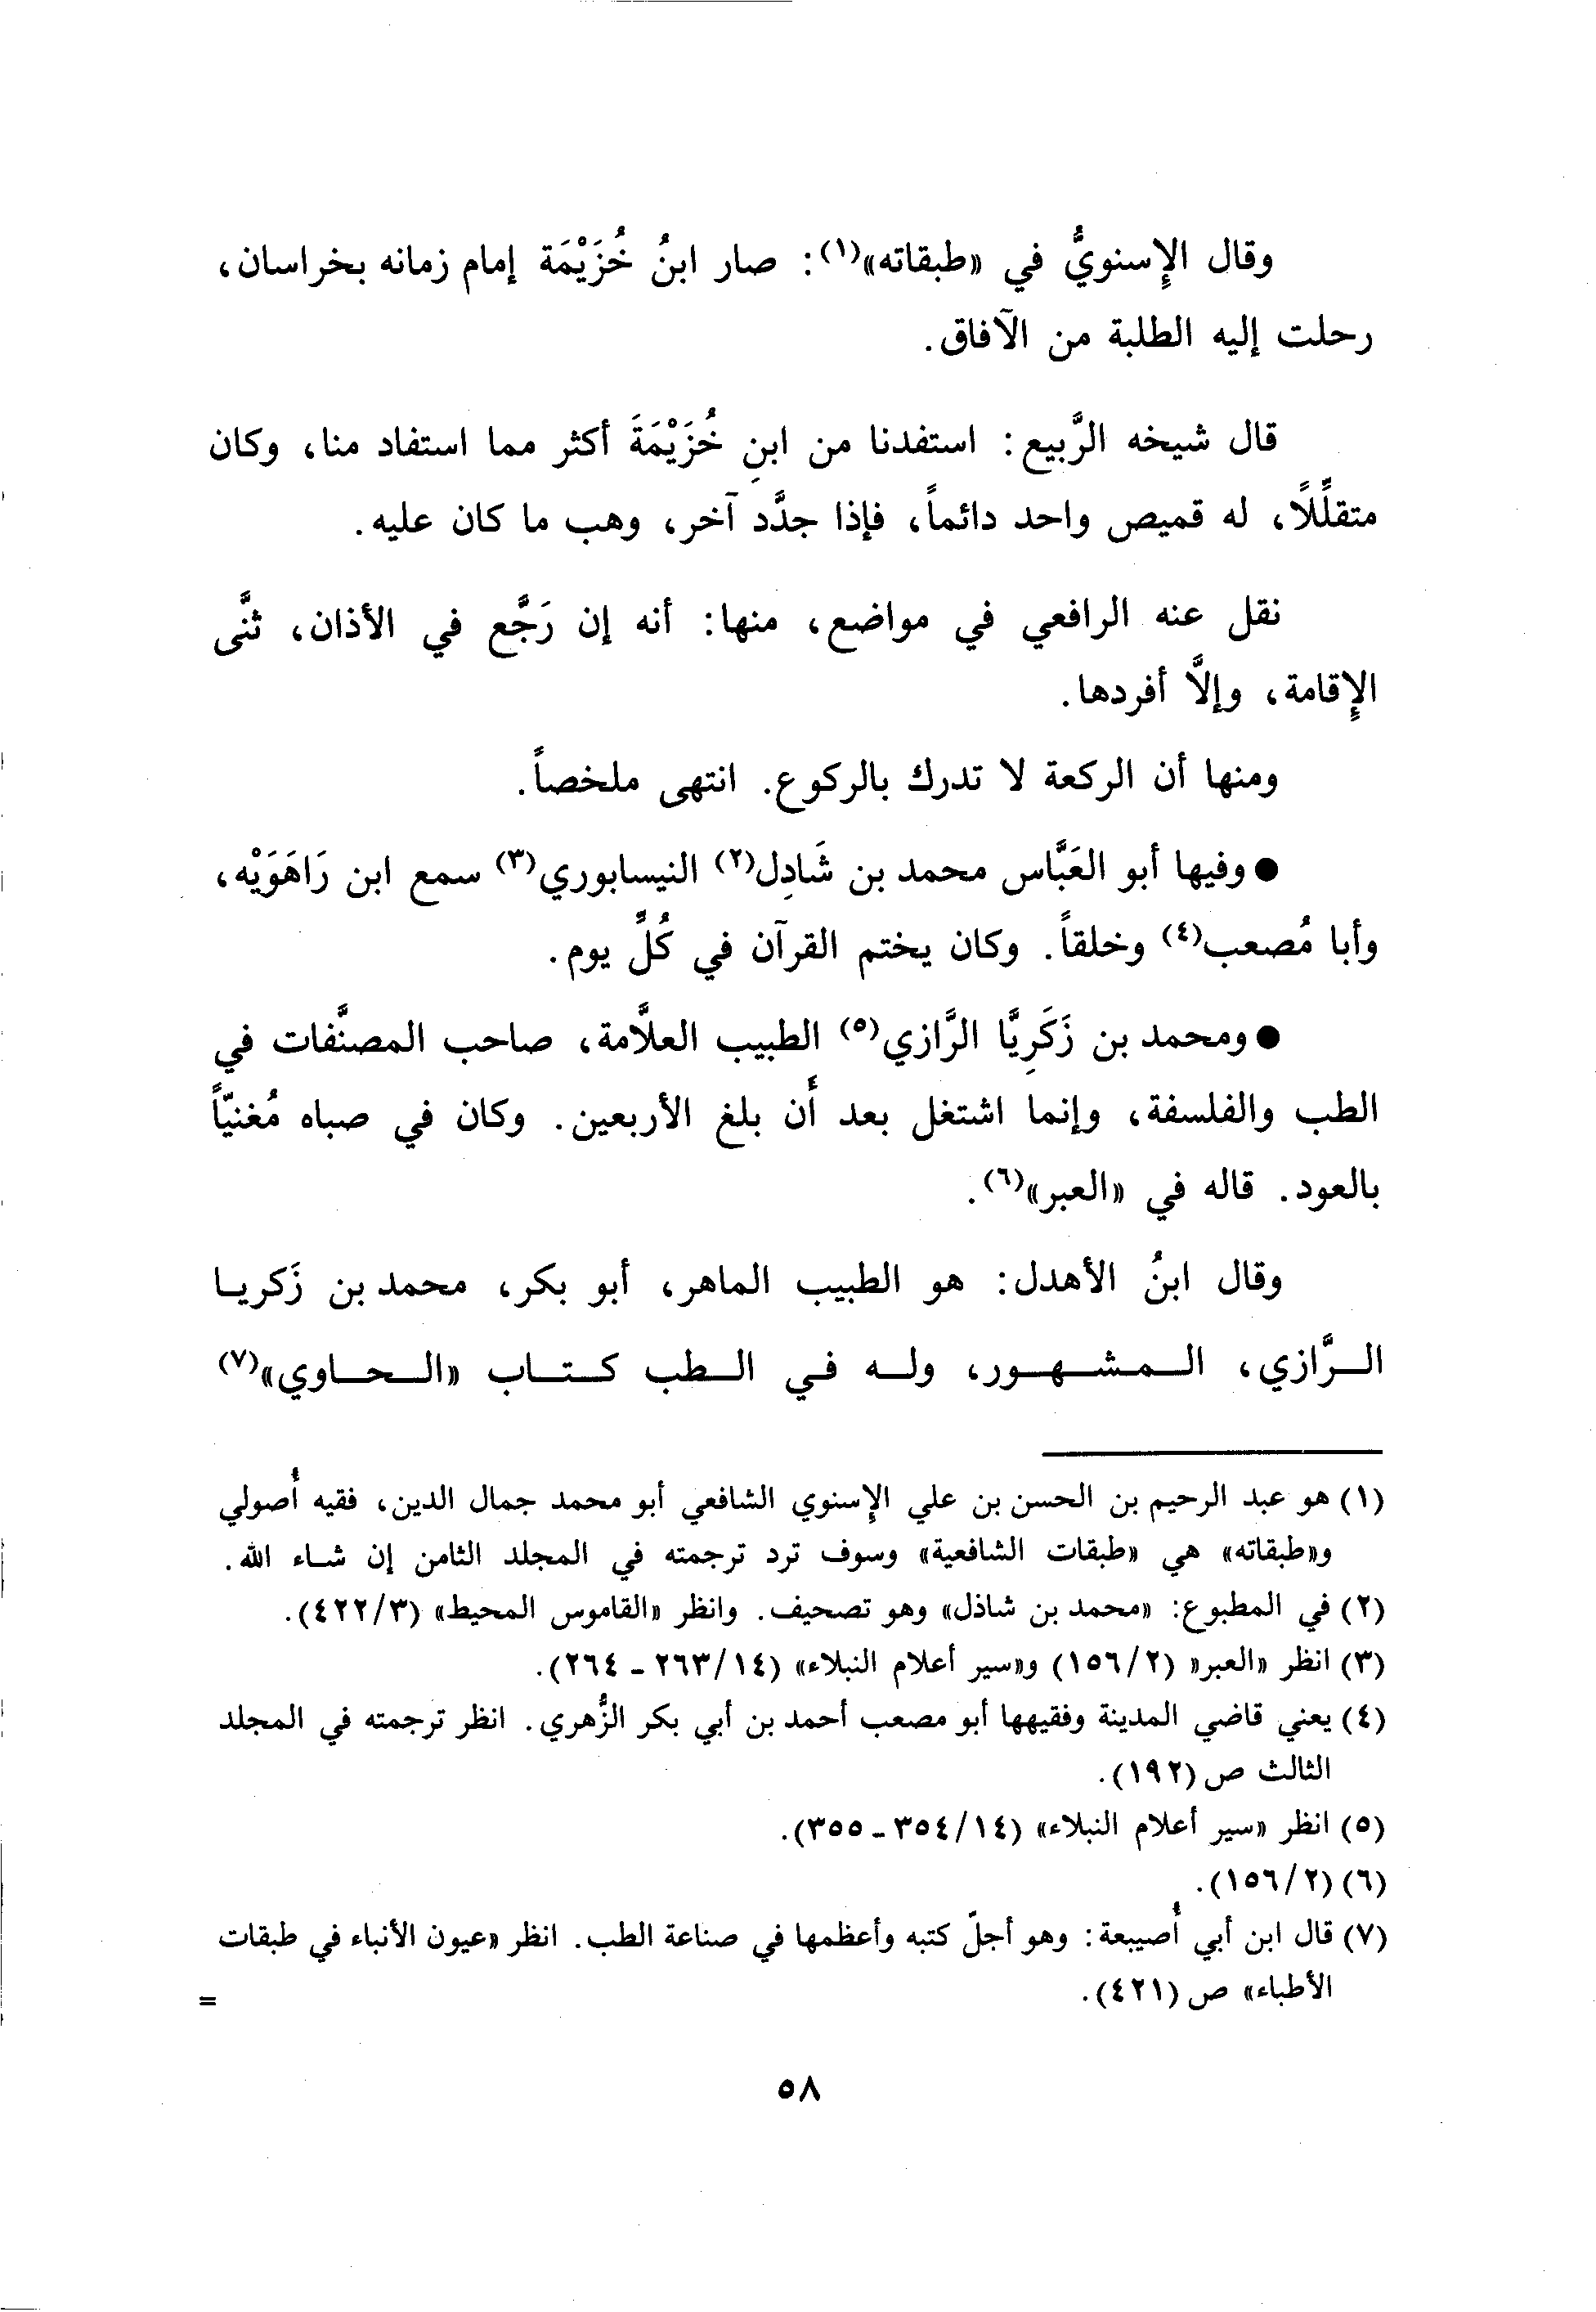 وقال الإِسنويُّ في «طبقاته»(١): صار ابنُ خُزَيْمَة إمام زمانه بخراسان،
رحلت إليه الطلبة من الآفاق.
قال شيخه الرَّبيع: استفدنا من ابنِ خُزَيْمَةَ أكثر مما استفاد منا، وكان
متقلِّلًا، له قميص واحد دائماً، فإذا جدَّد آخر، وهب ما كان عليه.
نقل عنه الرافعي في مواضع، منها: أنه إن رَجَّع في الأذان، ثنَّى
الإِقامة، وإلاَّ أفردها.
ومنها أن الركعة لا تدرك بالركوع. انتهى ملخصاً.
● وفيها أبو العَبَّاس محمد بن شَادِل(٢) النيسابوري(٣) سمع ابن رَاهَوَيْه،
وأبا مُصعب(٤) وخلقاً. وكان يختم القرآن في كُلِّ يوم.
● ومحمد بن زَكَرِيَّا الرَّازي(٥) الطبيب العلاَّمة، صاحب المصنَّفات في
الطب والفلسفة، وإنما اشتغل بعد أَن بلغ الأربعين. وكان في صباه مُغنيّاً
بالعود. قاله في «العبر»(٦).
وقال ابنُ الأهدل: هو الطبيب الماهر، أبو بكر، محمد بن زَكريا
الرَّازي، المشهور، وله في الطب كتاب «الحاوي»(٧)
(١) هو عبد الرحيم بن الحسن بن علي الإِسنوي الشافعي أبو محمد جمال الدين، فقيه أُصولي
و«طبقاته» هي «طبقات الشافعية» وسوف ترد ترجمته في المجلد الثامن إن شاء الله.
(٢) في المطبوع: «محمد بن شاذل» وهو تصحيف. وانظر «القاموس المحيط» (٤٢٢/٣).
(٣) انظر «العبر» (١٥٦/٢) و«سير أعلام النبلاء» (٢٦٣/١٤ - ٢٦٤).
(٤) يعني قاضي المدينة وفقيهها أبو مصعب أحمد بن أبي بكر الزُّهري. انظر ترجمته في المجلد
الثالث ص (١٩٢).
(٥) انظر «سير أعلام النبلاء» (٣٥٤/١٤ - ٣٥٥).
(٦) (١٥٦/٢).
(٧) قال ابن أبي أُصيبعة: وهو أجلّ كتبه وأعظمها في صناعة الطب. انظر «عيون الأنباء في طبقات
الأطباء» ص (٤٢١). =
٥٨